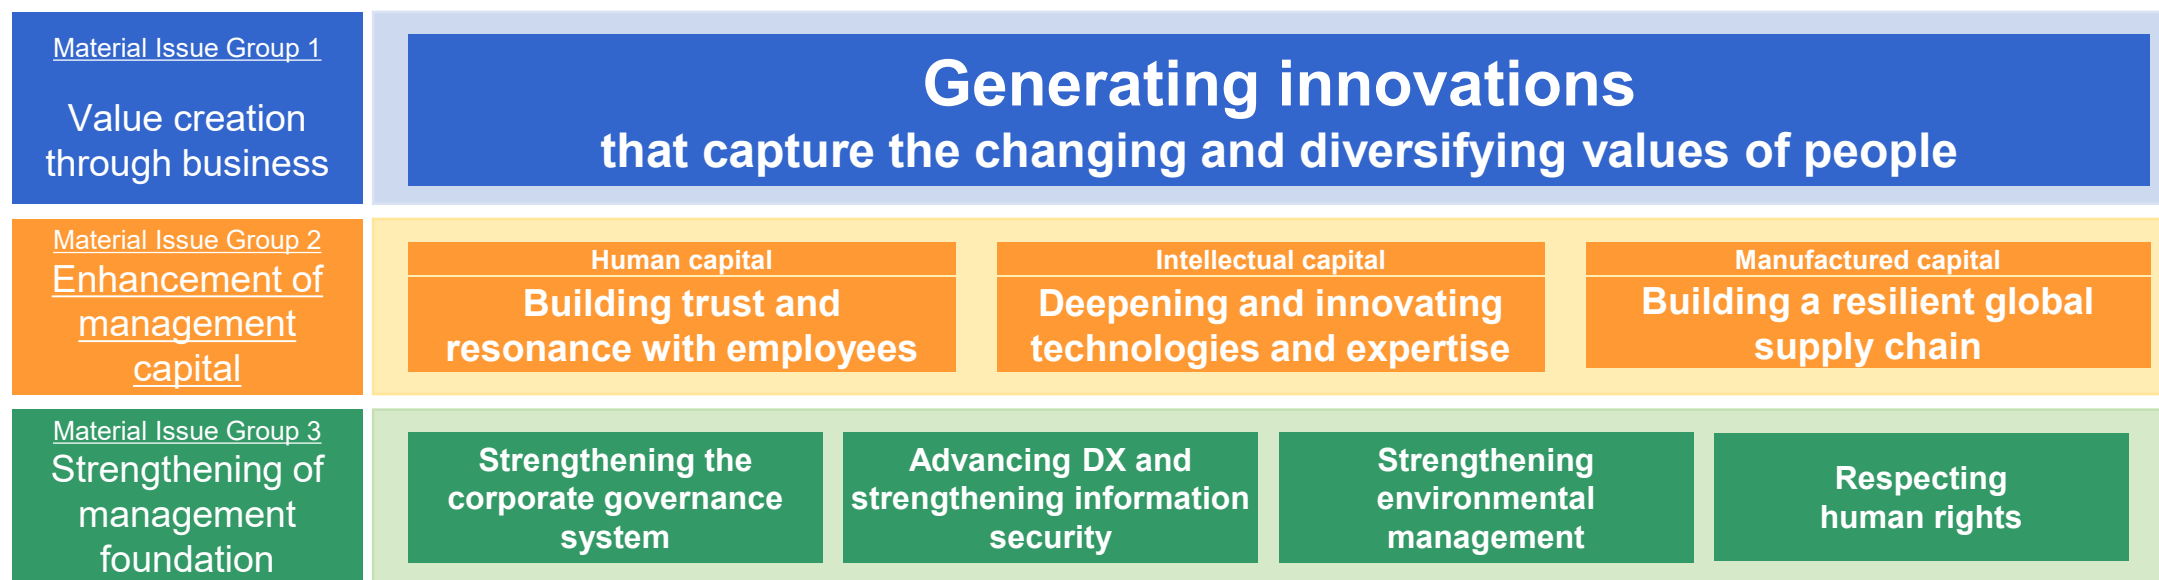 Material Issue Group 1
Value creation
through business
Generating innovations
that capture the changing and diversifying values of people
Material Issue Group 2
Enhancement of
management
capital
Human capital
Building trust and
resonance with employees
Intellectual capital
Deepening and innovating
technologies and expertise
Manufactured capital
Building a resilient global
supply chain
Material Issue Group 3
Strengthening of
management
foundation
Strengthening the
corporate governance
system
Advancing DX and
strengthening information
security
Strengthening
environmental
management
Respecting
human rights